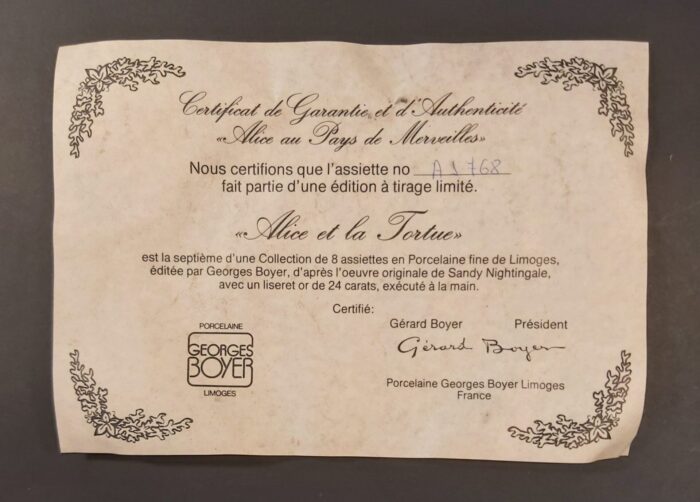 Certificat de Garantie et d'Authenticité
«Alice au Pays de Merveilles»
Nous certifions que l'assiette no A J 768
fait partie d'une édition à tirage limité.
«Alice et la Tortue»
est la septième d'une Collection de 8 assiettes en Porcelaine fine de Limoges,
éditée par Georges Boyer, d'après l'oeuvre originale de Sandy Nightingale,
avec un liseret or de 24 carats, exécuté à la main.
Certifié:
Gérard Boyer Président
Gérard Boyer
PORCELAINE
GEORGES
BOYER
LIMOGES
Porcelaine Georges Boyer Limoges
France